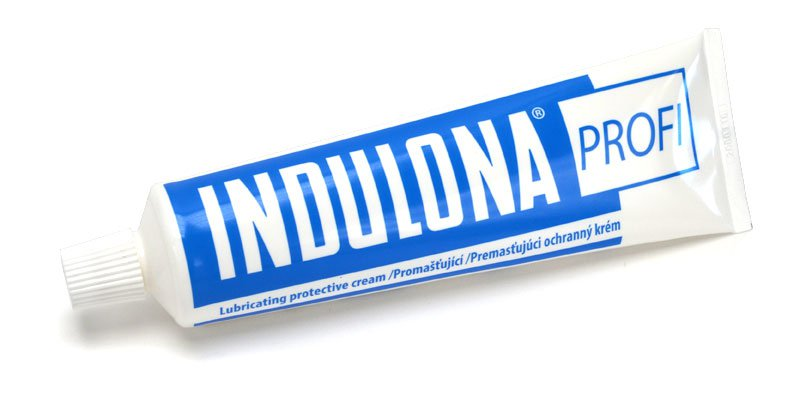 INDULONA®
PROFI
Lubricating protective cream /Promašťující /Premasťujúci ochranný krém